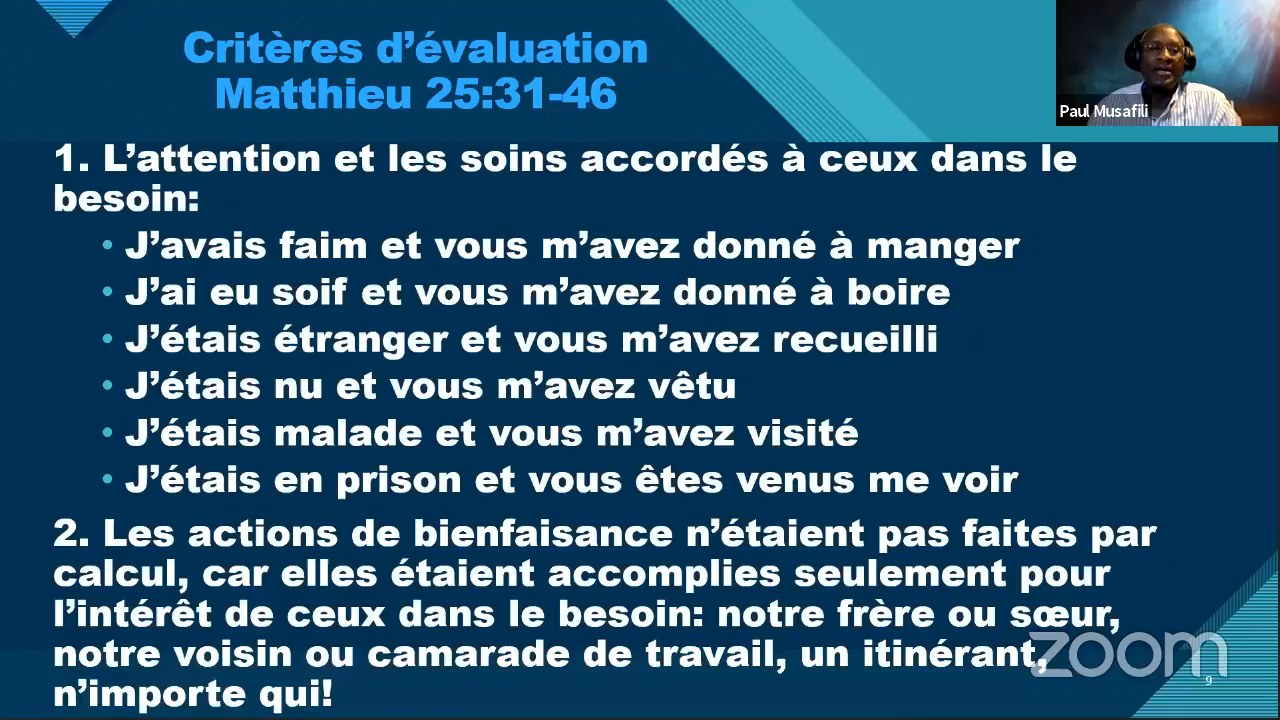 Critères d’évaluation
Matthieu 25:31-46
Paul Musafili
1. L’attention et les soins accordés à ceux dans le
besoin:
• J’avais faim et vous m’avez donné à manger
• J’ai eu soif et vous m’avez donné à boire
• J’étais étranger et vous m’avez recueilli
• J’étais nu et vous m’avez vêtu
• J’étais malade et vous m’avez visité
• J’étais en prison et vous êtes venus me voir
2. Les actions de bienfaisance n’étaient pas faites par
calcul, car elles étaient accomplies seulement pour
l’intérêt de ceux dans le besoin: notre frère ou sœur,
notre voisin ou camarade de travail, un itinérant,
n’importe qui!
zoom
9